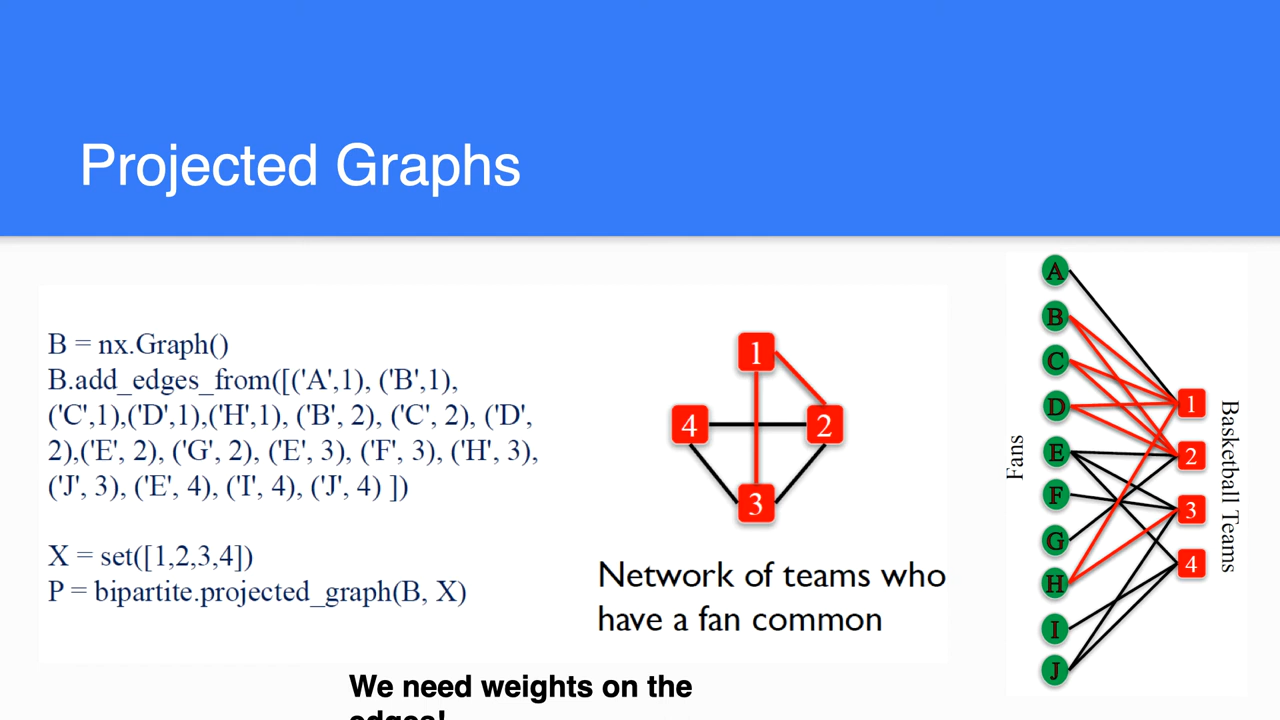 Projected Graphs
B = nx.Graph()
B.add_edges_from([('A',1), ('B',1),
('C',1),('D',1),('H',1), ('B', 2), ('C', 2), ('D',
2),('E', 2), ('G', 2), ('E', 3), ('F', 3), ('H', 3),
('J', 3), ('E', 4), ('I', 4), ('J', 4) ])
X = set([1,2,3,4])
P = bipartite.projected_graph(B, X)
1
4
2
3
Network of teams who
have a fan common
Fans
A
B
C
D
E
F
G
H
I
J
1
2
3
4
Basketball Teams
We need weights on the
edges!